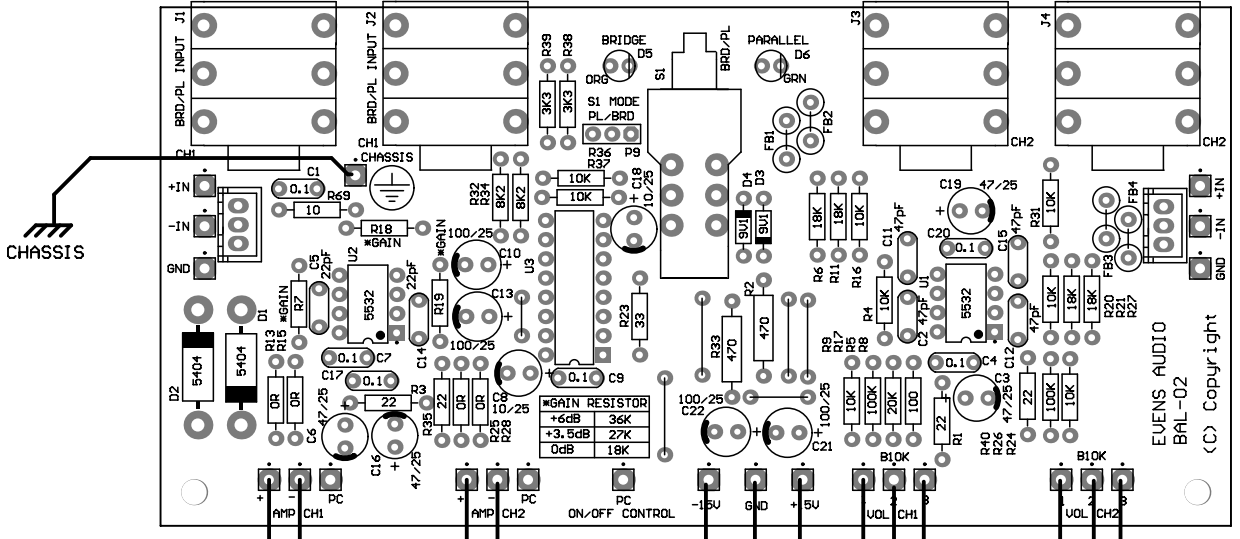 J1
BRD/PL INPUT
CH1
J2
BRD/PL INPUT
CH1
CHASSIS
R39
R38
3K3
3K3
BRIDGE
D5
ORG
S1 MODE
PL/BRD
P9
S1
BRD/PL
PARALLEL
D6
GRN
FB1
FB2
J3
CH2
J4
CH2
CHASSIS
+IN
-IN
GND
C1
0.1
R69
10
R18
*GAIN
R32
R34
8K2
8K2
R36
R37
10K
10K
C18
10/25
D4
D3
9V1
9V1
18K
18K
10K
R6
R11
R16
C19
47/25
C11
47pF
C20
0.1
C15
47pF
R31
10K
FB4
FB3
+IN
-IN
GND
*GAIN
R7
C5
22pF
U2
5532
22pF
C14
*GAIN
R19
100/25
C10
+
C13
+
100/25
U3
R23
33
R33
470
R2
470
R4
10K
C2
47pF
U1
5532
47pF
C12
10K
18K
18K
R20
R21
R27
D2
5404
D1
5404
R13
R15
0R
0R
C17
0.1
C7
0.1
R3
22
C6
47/25
+
C16
47/25
+
R35
22
0R
0R
R25
R28
C8
10/25
+
0.1
C9
*GAIN RESISTOR
+6dB 36K
+3.5dB 27K
0dB 18K
100/25
C22
+
+
100/25
C21
R9
R17
R5
R8
10K
100K
20K
100
0.1
C4
C3
47/25
22
R1
R40
R26
R24
22
100K
10K
EVENS AUDIO
BAL-02
(C) Copyright
+ - PC
AMP CH1
+ - PC
AMP CH2
PC
ON/OFF CONTROL
-15V
GND
+15V
B10K
1 2 3
VOL CH1
B10K
1 2 3
VOL CH2